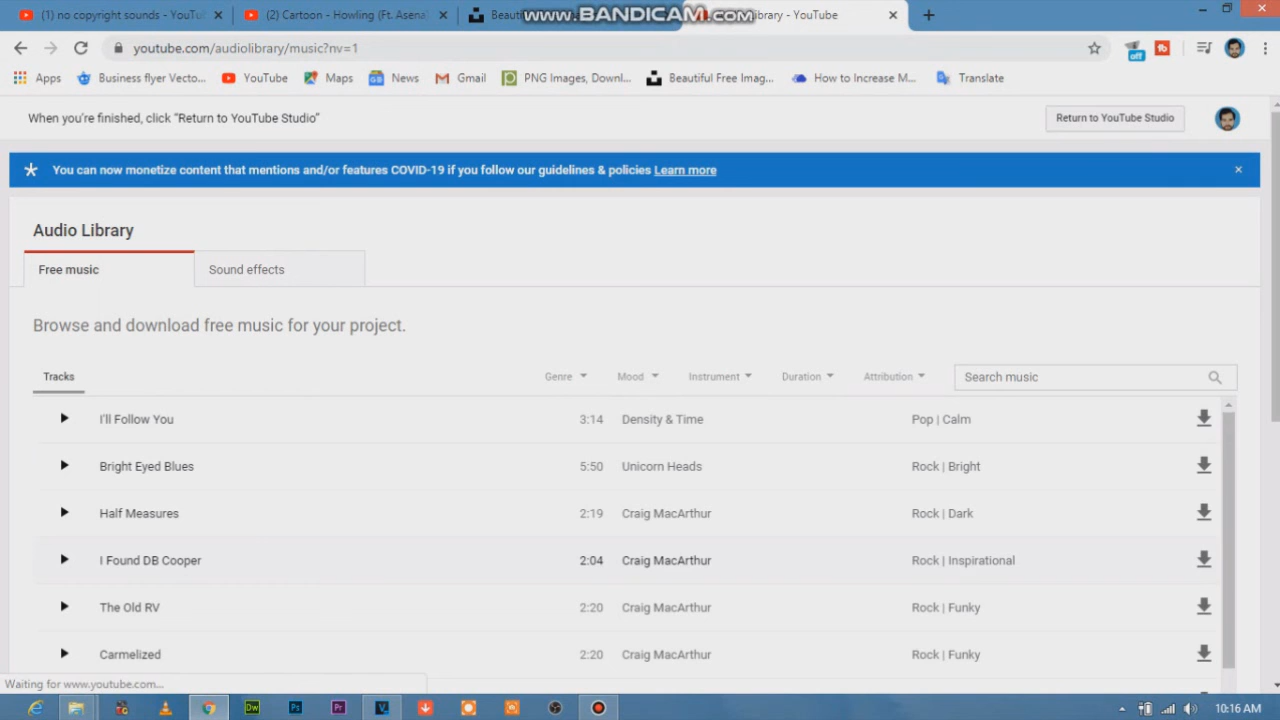 (1) no copyright sounds - YouTu
(2) Cartoon - Howling (Ft. Asena)
Beaut
www.BANDICAM.com
Library - YouTube
youtube.com/audiolibrary/music?nv=1
off
Apps
Business flyer Vecto...
YouTube
Maps
News
Gmail
PNG Images, Downl...
Beautiful Free Imag...
How to Increase M...
Translate
When you're finished, click "Return to YouTube Studio"
Return to YouTube Studio
You can now monetize content that mentions and/or features COVID-19 if you follow our guidelines & policies Learn more
Audio Library
Free music
Sound effects
Browse and download free music for your project.
Tracks
Genre
Mood
Instrument
Duration
Attribution
Search music
I'll Follow You 3:14 Density & Time Pop | Calm
Bright Eyed Blues 5:50 Unicorn Heads Rock | Bright
Half Measures 2:19 Craig MacArthur Rock | Dark
I Found DB Cooper 2:04 Craig MacArthur Rock | Inspirational
The Old RV 2:20 Craig MacArthur Rock | Funky
Carmelized 2:20 Craig MacArthur Rock | Funky
Waiting for www.youtube.com...
Dw
Ps
Pr
10:16 AM